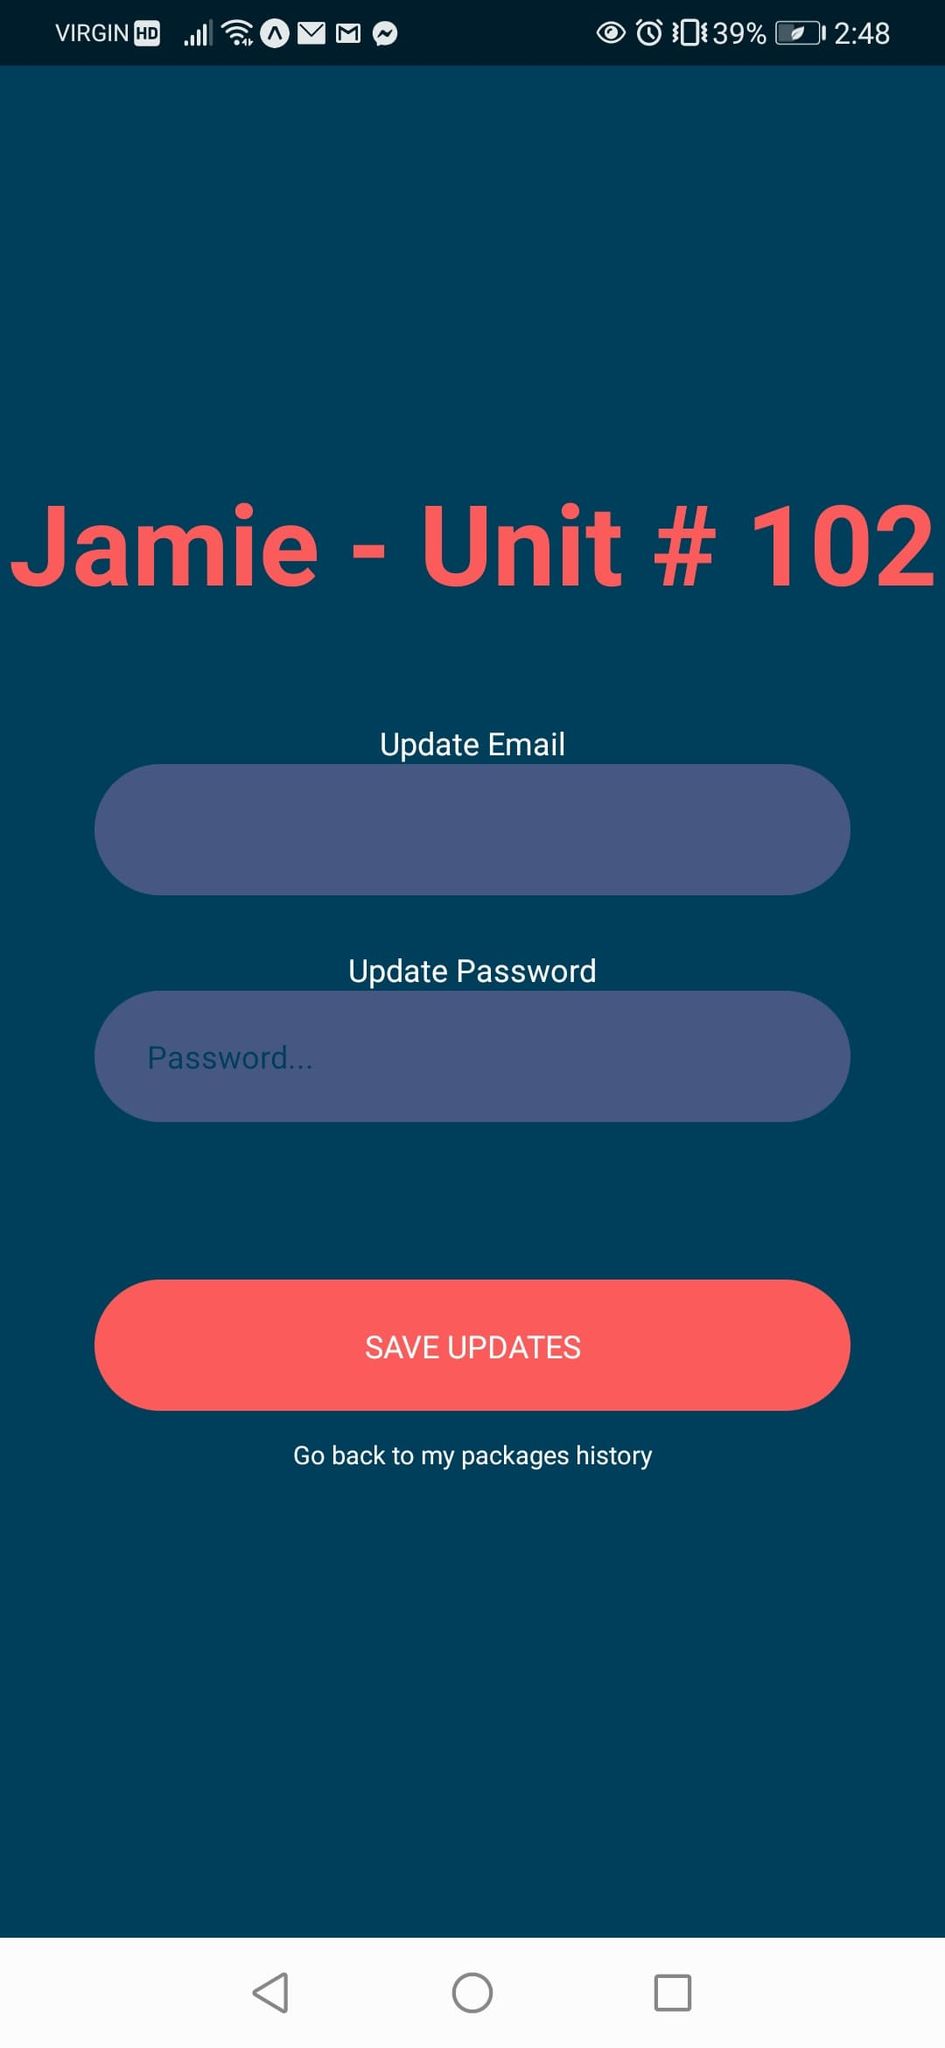 VIRGIN HD 39% 2:48
Jamie - Unit # 102
Update Email
Update Password
Password...
SAVE UPDATES
Go back to my packages history